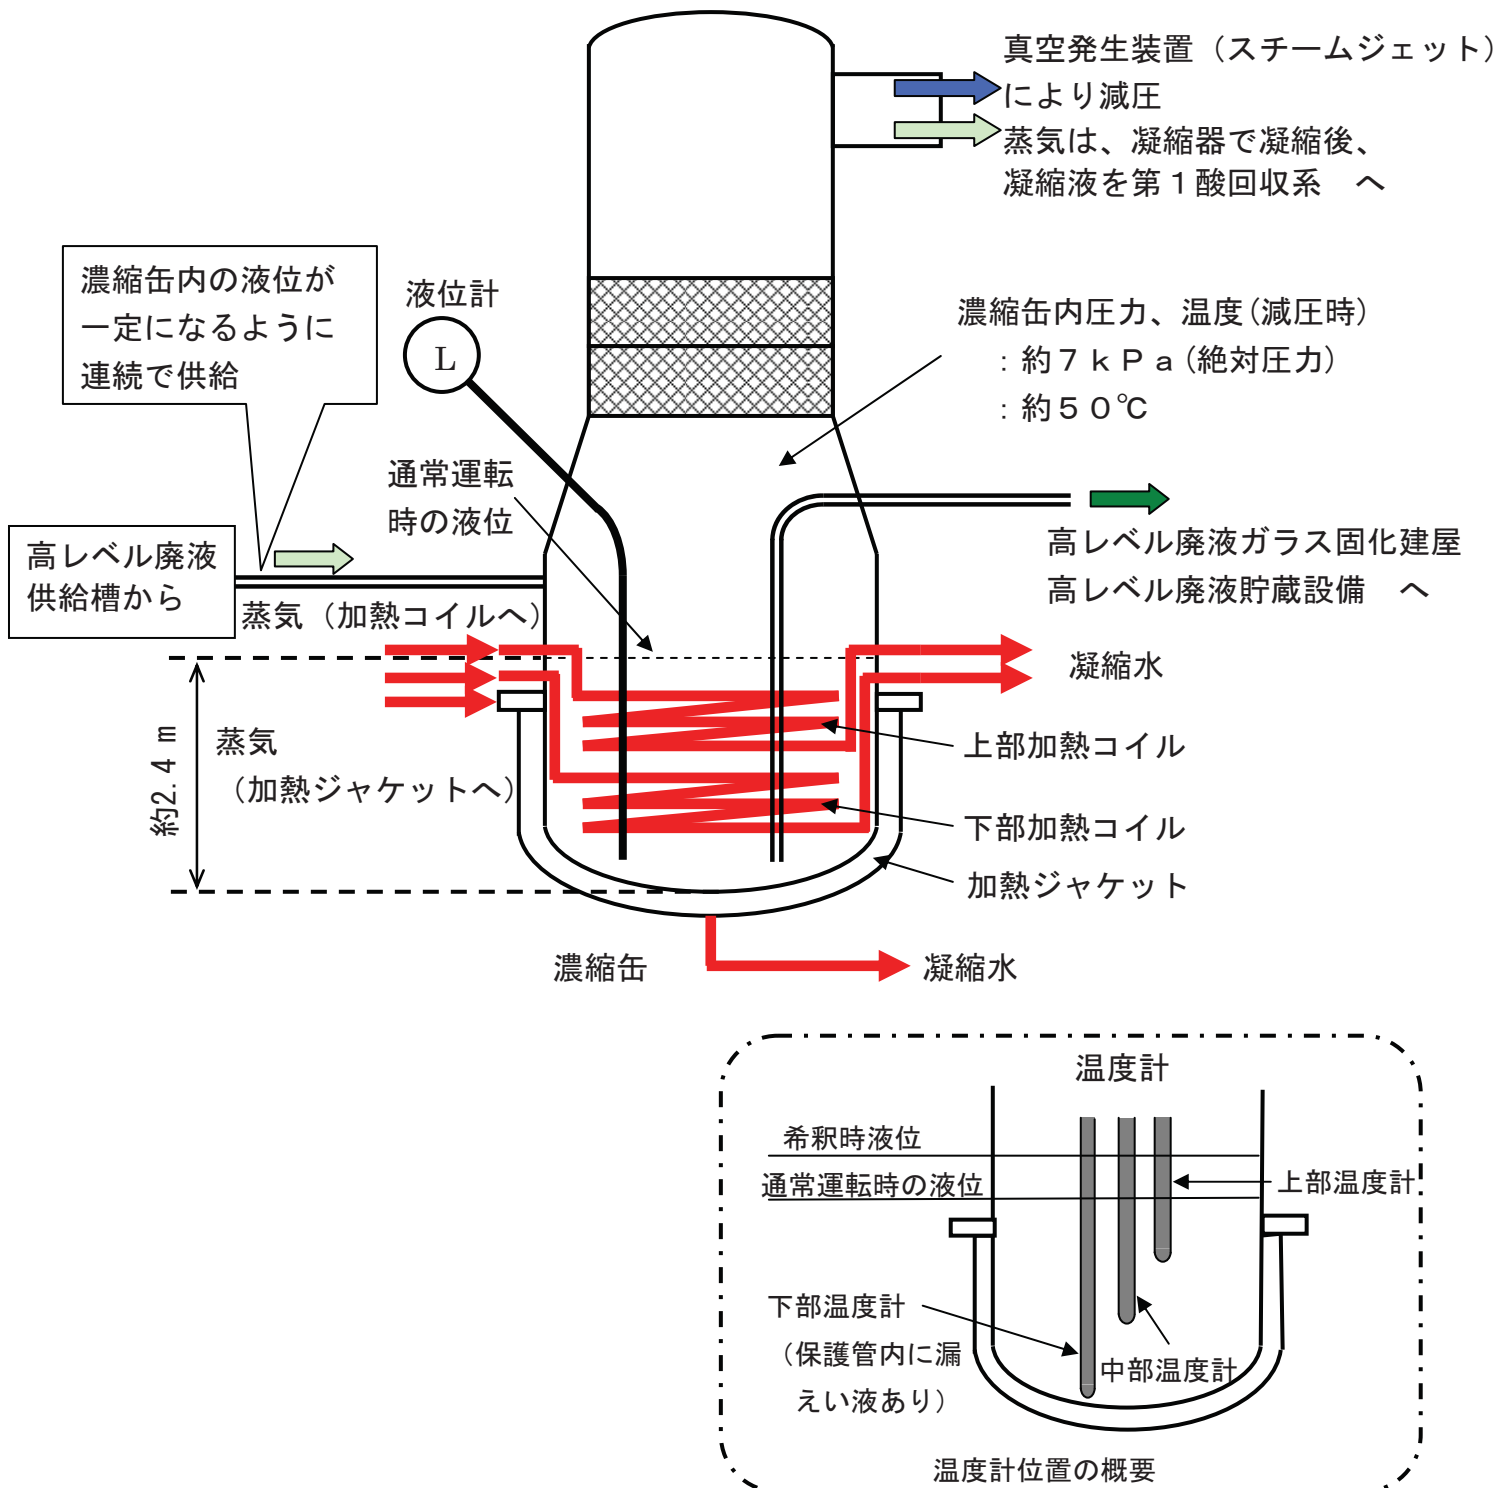 真空発生装置（スチームジェット）
により減圧
蒸気は、凝縮器で凝縮後、
凝縮液を第１酸回収系　へ
濃縮缶内の液位が
一定になるように
連続で供給
液位計
L
濃縮缶内圧力、温度(減圧時)
：約７ｋＰａ(絶対圧力)
：約５０℃
通常運転
時の液位
高レベル廃液
供給槽から
高レベル廃液ガラス固化建屋
高レベル廃液貯蔵設備　へ
蒸気（加熱コイルへ）
凝縮水
約2.4 m
蒸気
（加熱ジャケットへ）
上部加熱コイル
下部加熱コイル
加熱ジャケット
濃縮缶
凝縮水
温度計
希釈時液位
通常運転時の液位
上部温度計
下部温度計
（保護管内に漏
えい液あり）
中部温度計
温度計位置の概要